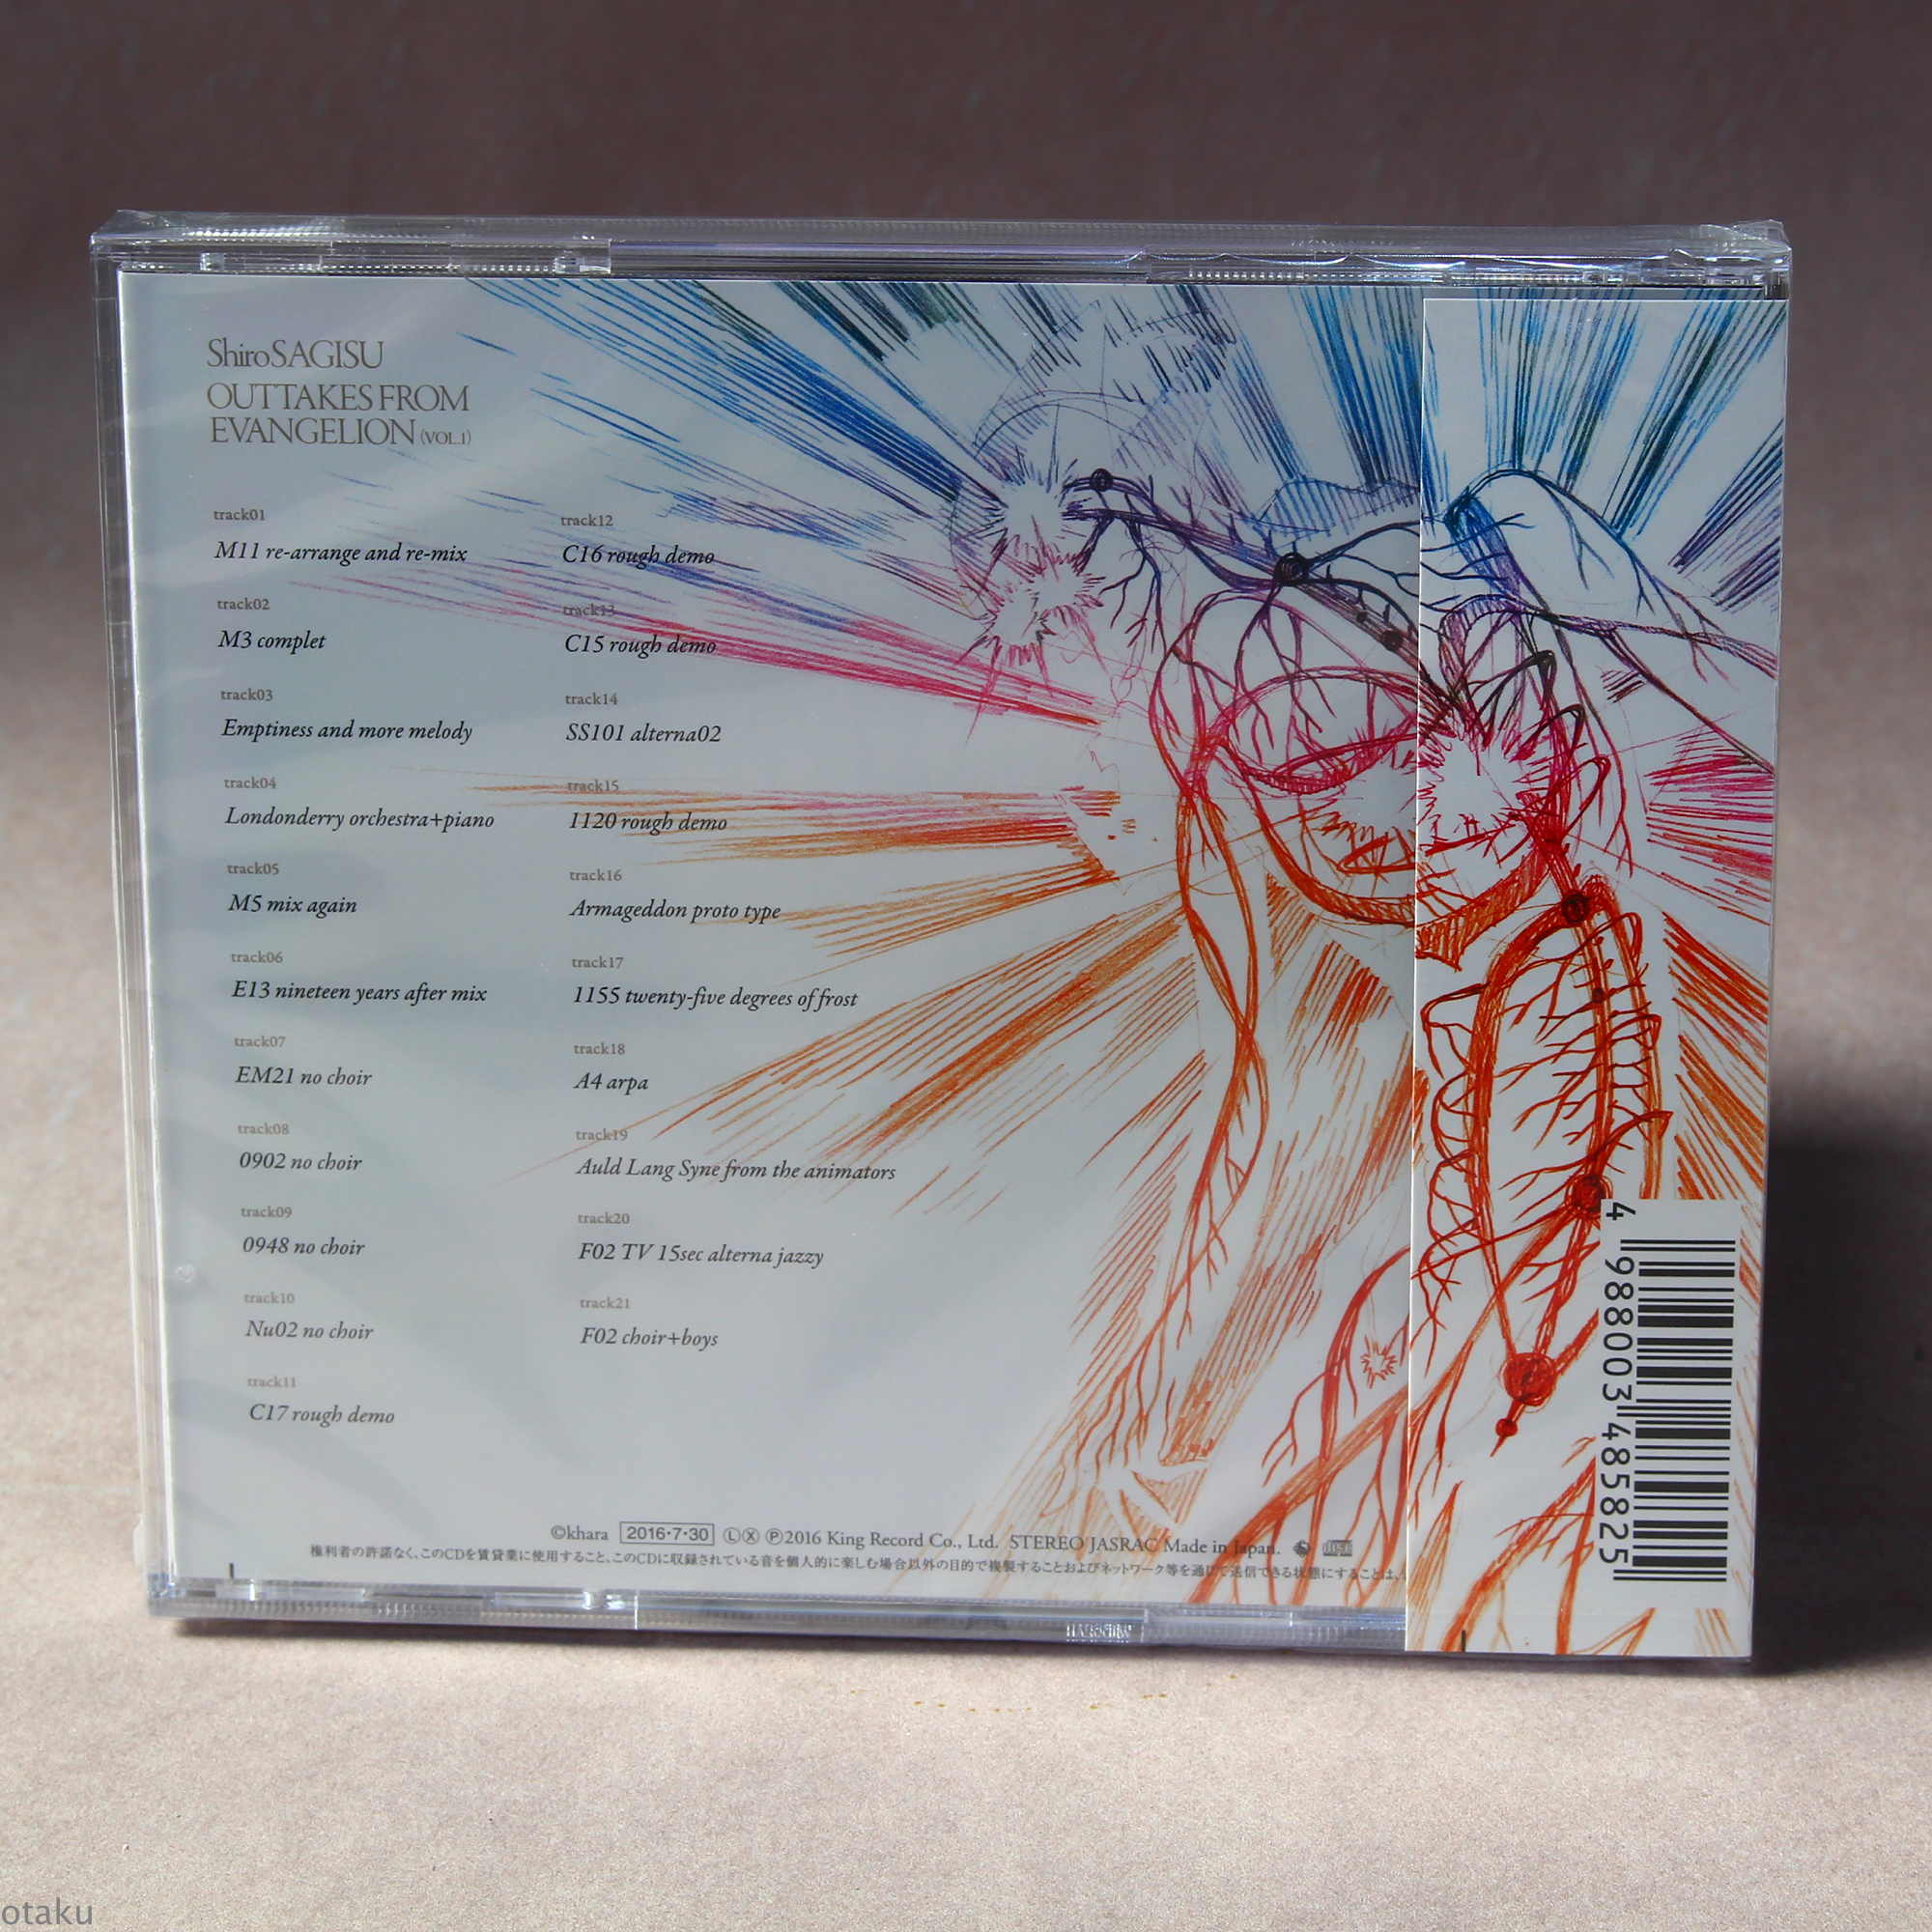 Shiro SAGISU
OUTTAKES FROM
EVANGELION (VOL.1)
track01
M11 re-arrange and re-mix
track02
M3 complet
track03
Emptiness and more melody
track04
Londonderry orchestra+piano
track05
M5 mix again
track06
E13 nineteen years after mix
track07
EM21 no choir
track08
0902 no choir
track09
0948 no choir
track10
Nu02 no choir
track11
C17 rough demo
track12
C16 rough demo
track13
C15 rough demo
track14
SS101 alterna02
track15
1120 rough demo
track16
Armageddon proto type
track17
1155 twenty-five degrees of frost
track18
A4 arpa
track19
Auld Lang Syne from the animators
track20
F02 TV 15sec alterna jazzy
track21
F02 choir+boys
©khara 2016・7・30 Ⓛ Ⓧ Ⓟ2016 King Record Co., Ltd. STEREO JASRAC Made in Japan.
権利者の許諾なく、このCDを賃貸業に使用すること、このCDに収録されている音を個人的に楽しむ場合以外の目的で複製することおよびネットワーク等を通じて送信できる状態にすることは、
4 988003 485825
otaku